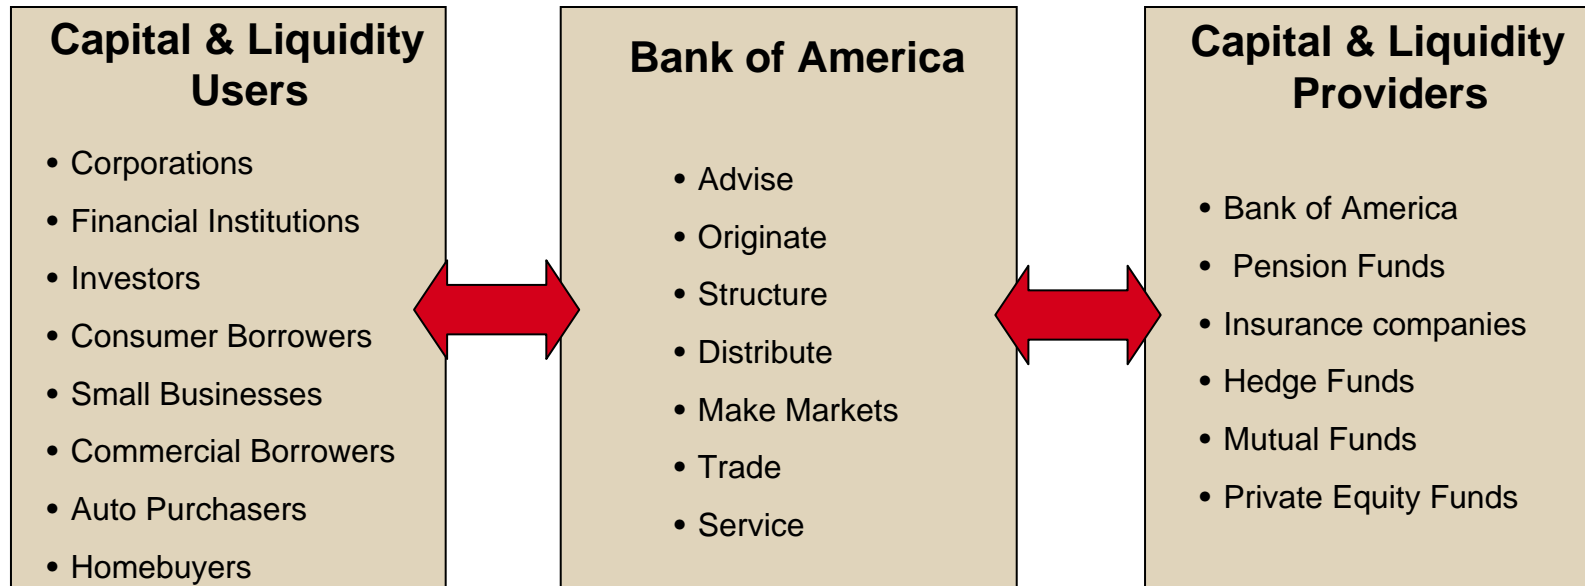 Capital & Liquidity
Users
• Corporations
• Financial Institutions
• Investors
• Consumer Borrowers
• Small Businesses
• Commercial Borrowers
• Auto Purchasers
• Homebuyers
Bank of America
• Advise
• Originate
• Structure
• Distribute
• Make Markets
• Trade
• Service
Capital & Liquidity
Providers
• Bank of America
• Pension Funds
• Insurance companies
• Hedge Funds
• Mutual Funds
• Private Equity Funds